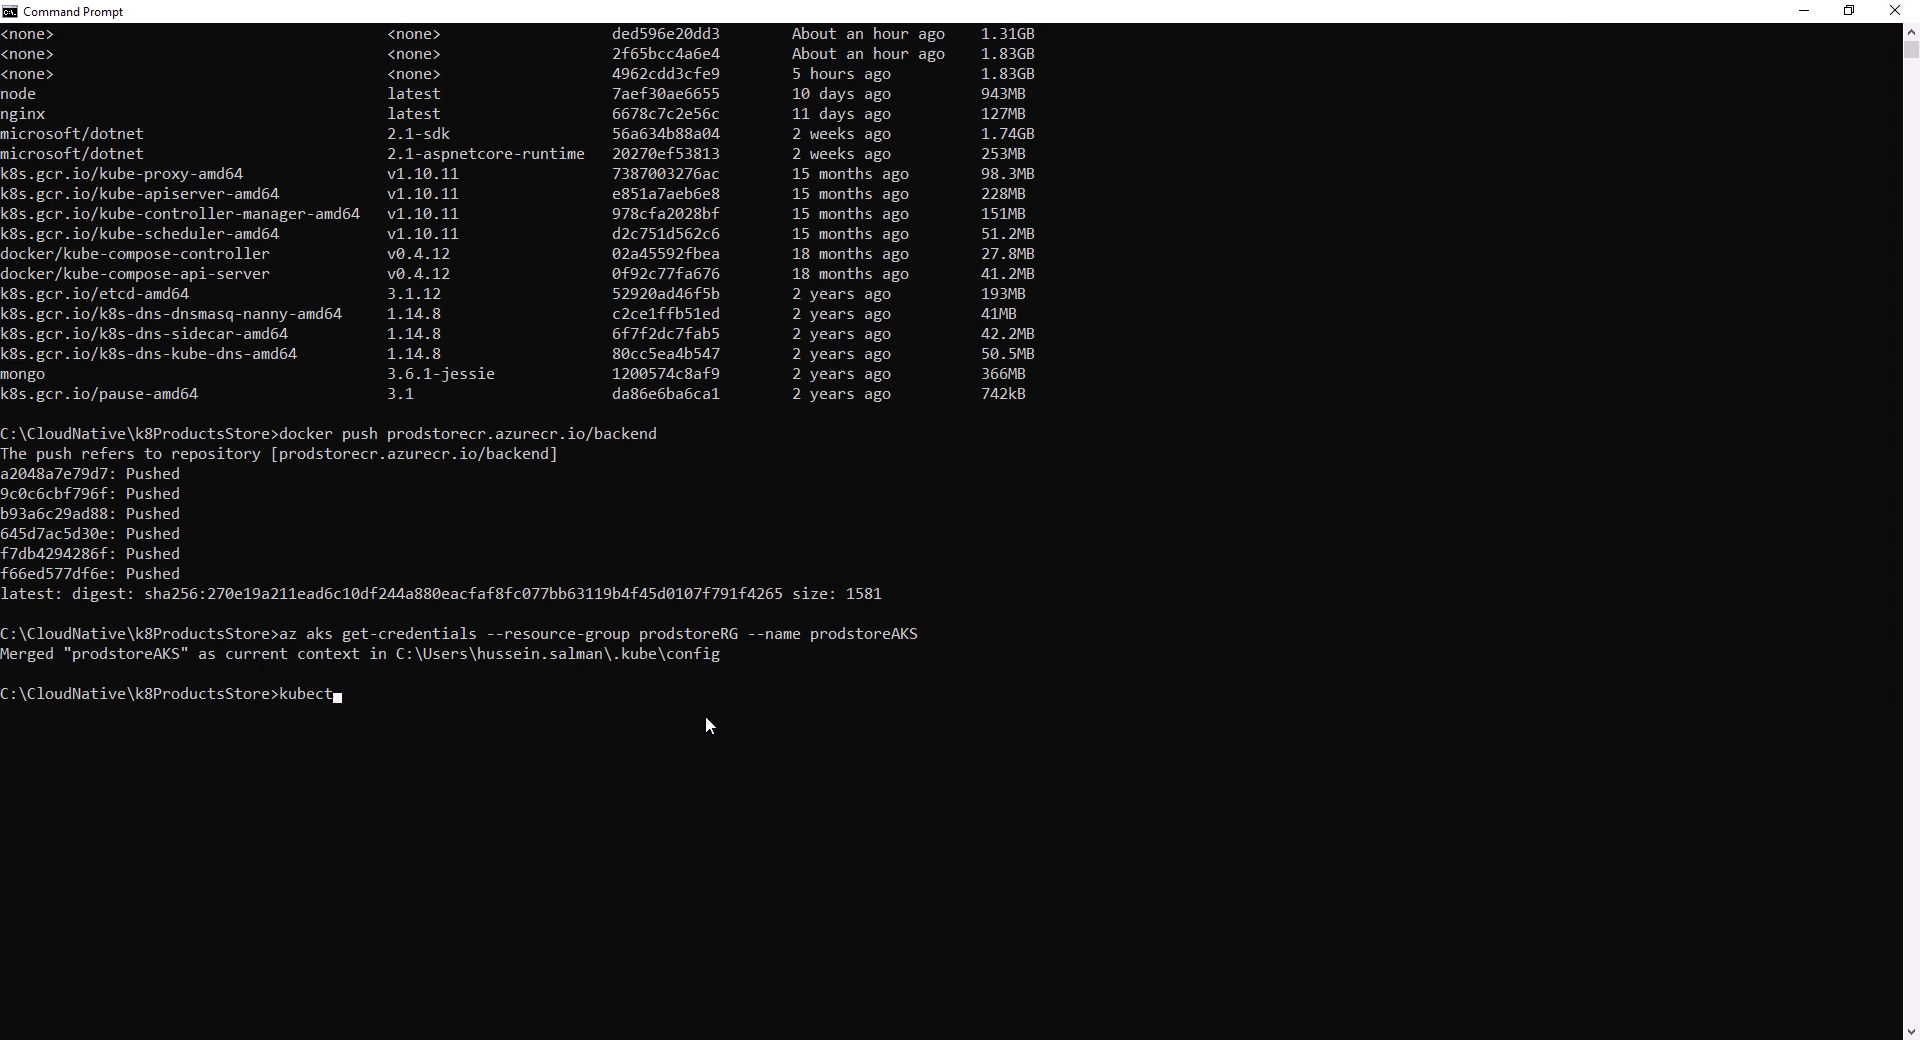 Command Prompt
<none> <none> ded596e20dd3 About an hour ago 1.31GB
<none> <none> 2f65bcc4a6e4 About an hour ago 1.83GB
<none> <none> 4962cdd3cfe9 5 hours ago 1.83GB
node latest 7aef30ae6655 10 days ago 943MB
nginx latest 6678c7c2e56c 11 days ago 127MB
microsoft/dotnet 2.1-sdk 56a634b88a04 2 weeks ago 1.74GB
microsoft/dotnet 2.1-aspnetcore-runtime 20270ef53813 2 weeks ago 253MB
k8s.gcr.io/kube-proxy-amd64 v1.10.11 7387003276ac 15 months ago 98.3MB
k8s.gcr.io/kube-apiserver-amd64 v1.10.11 e851a7aeb6e8 15 months ago 228MB
k8s.gcr.io/kube-controller-manager-amd64 v1.10.11 978cfa2028bf 15 months ago 151MB
k8s.gcr.io/kube-scheduler-amd64 v1.10.11 d2c751d562c6 15 months ago 51.2MB
docker/kube-compose-controller v0.4.12 02a45592fbea 18 months ago 27.8MB
docker/kube-compose-api-server v0.4.12 0f92c77fa676 18 months ago 41.2MB
k8s.gcr.io/etcd-amd64 3.1.12 52920ad46f5b 2 years ago 193MB
k8s.gcr.io/k8s-dns-dnsmasq-nanny-amd64 1.14.8 c2ce1ffb51ed 2 years ago 41MB
k8s.gcr.io/k8s-dns-sidecar-amd64 1.14.8 6f7f2dc7fab5 2 years ago 42.2MB
k8s.gcr.io/k8s-dns-kube-dns-amd64 1.14.8 80cc5ea4b547 2 years ago 50.5MB
mongo 3.6.1-jessie 1200574c8af9 2 years ago 366MB
k8s.gcr.io/pause-amd64 3.1 da86e6ba6ca1 2 years ago 742kB
C:\CloudNative\k8ProductsStore>docker push prodstorecr.azurecr.io/backend
The push refers to repository [prodstorecr.azurecr.io/backend]
a2048a7e79d7: Pushed
9c0c6cbf796f: Pushed
b93a6c29ad88: Pushed
645d7ac5d30e: Pushed
f7db4294286f: Pushed
f66ed577df6e: Pushed
latest: digest: sha256:270e19a211ead6c10df244a880eacfaf8fc077bb63119b4f45d0107f791f4265 size: 1581
C:\CloudNative\k8ProductsStore>az aks get-credentials --resource-group prodstoreRG --name prodstoreAKS
Merged "prodstoreAKS" as current context in C:\Users\hussein.salman\.kube\config
C:\CloudNative\k8ProductsStore>kubect